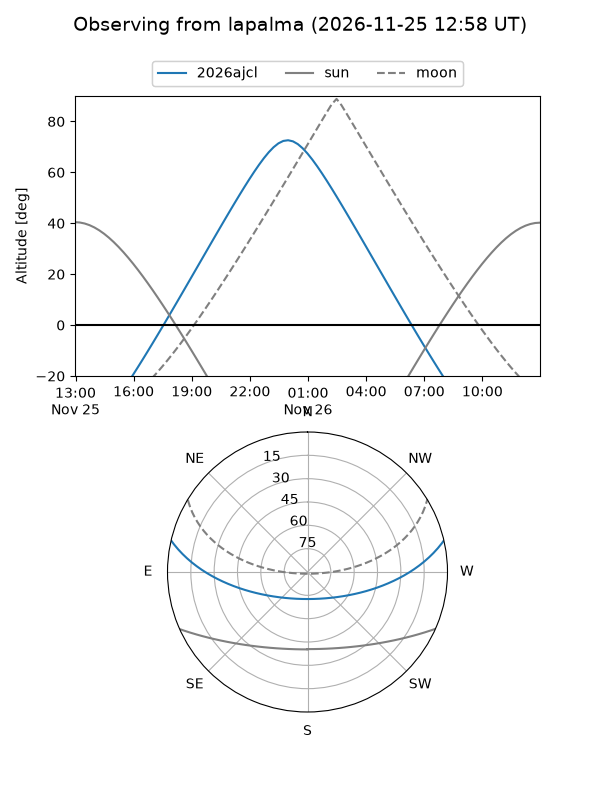 Observing from lapalma (2026-11-25 12:58 UT)
2026ajcl sun moon
80
60
40
20
0
−20
Altitude [deg]
13:00 16:00 19:00 22:00 01:00 04:00 07:00 10:00
Nov 25 Nov 26
N
NE NW
15
30
45
60
75
E W
SE SW
S